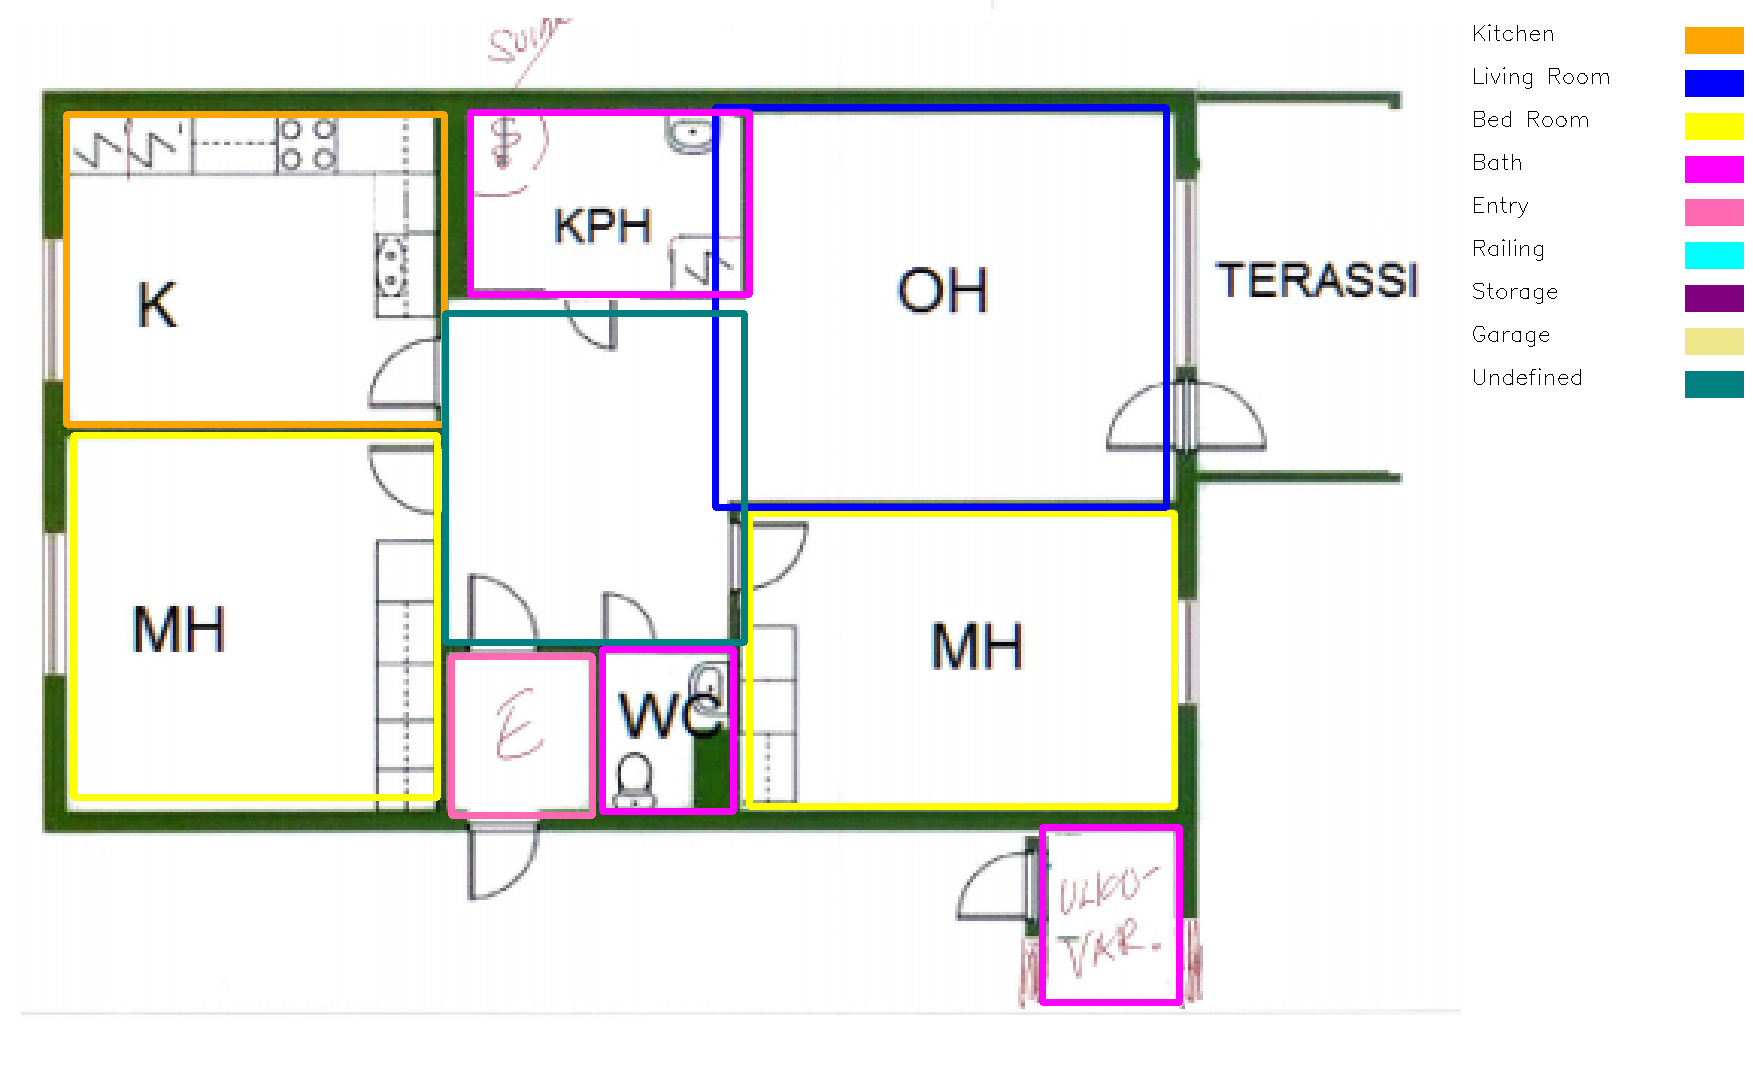 Suihk
Kitchen
Living Room
Bed Room
Bath
Entry
Railing
Storage
Garage
Undefined
KPH
K
OH
TERASSI
MH
MH
E
WC
ULKO-
VAR.